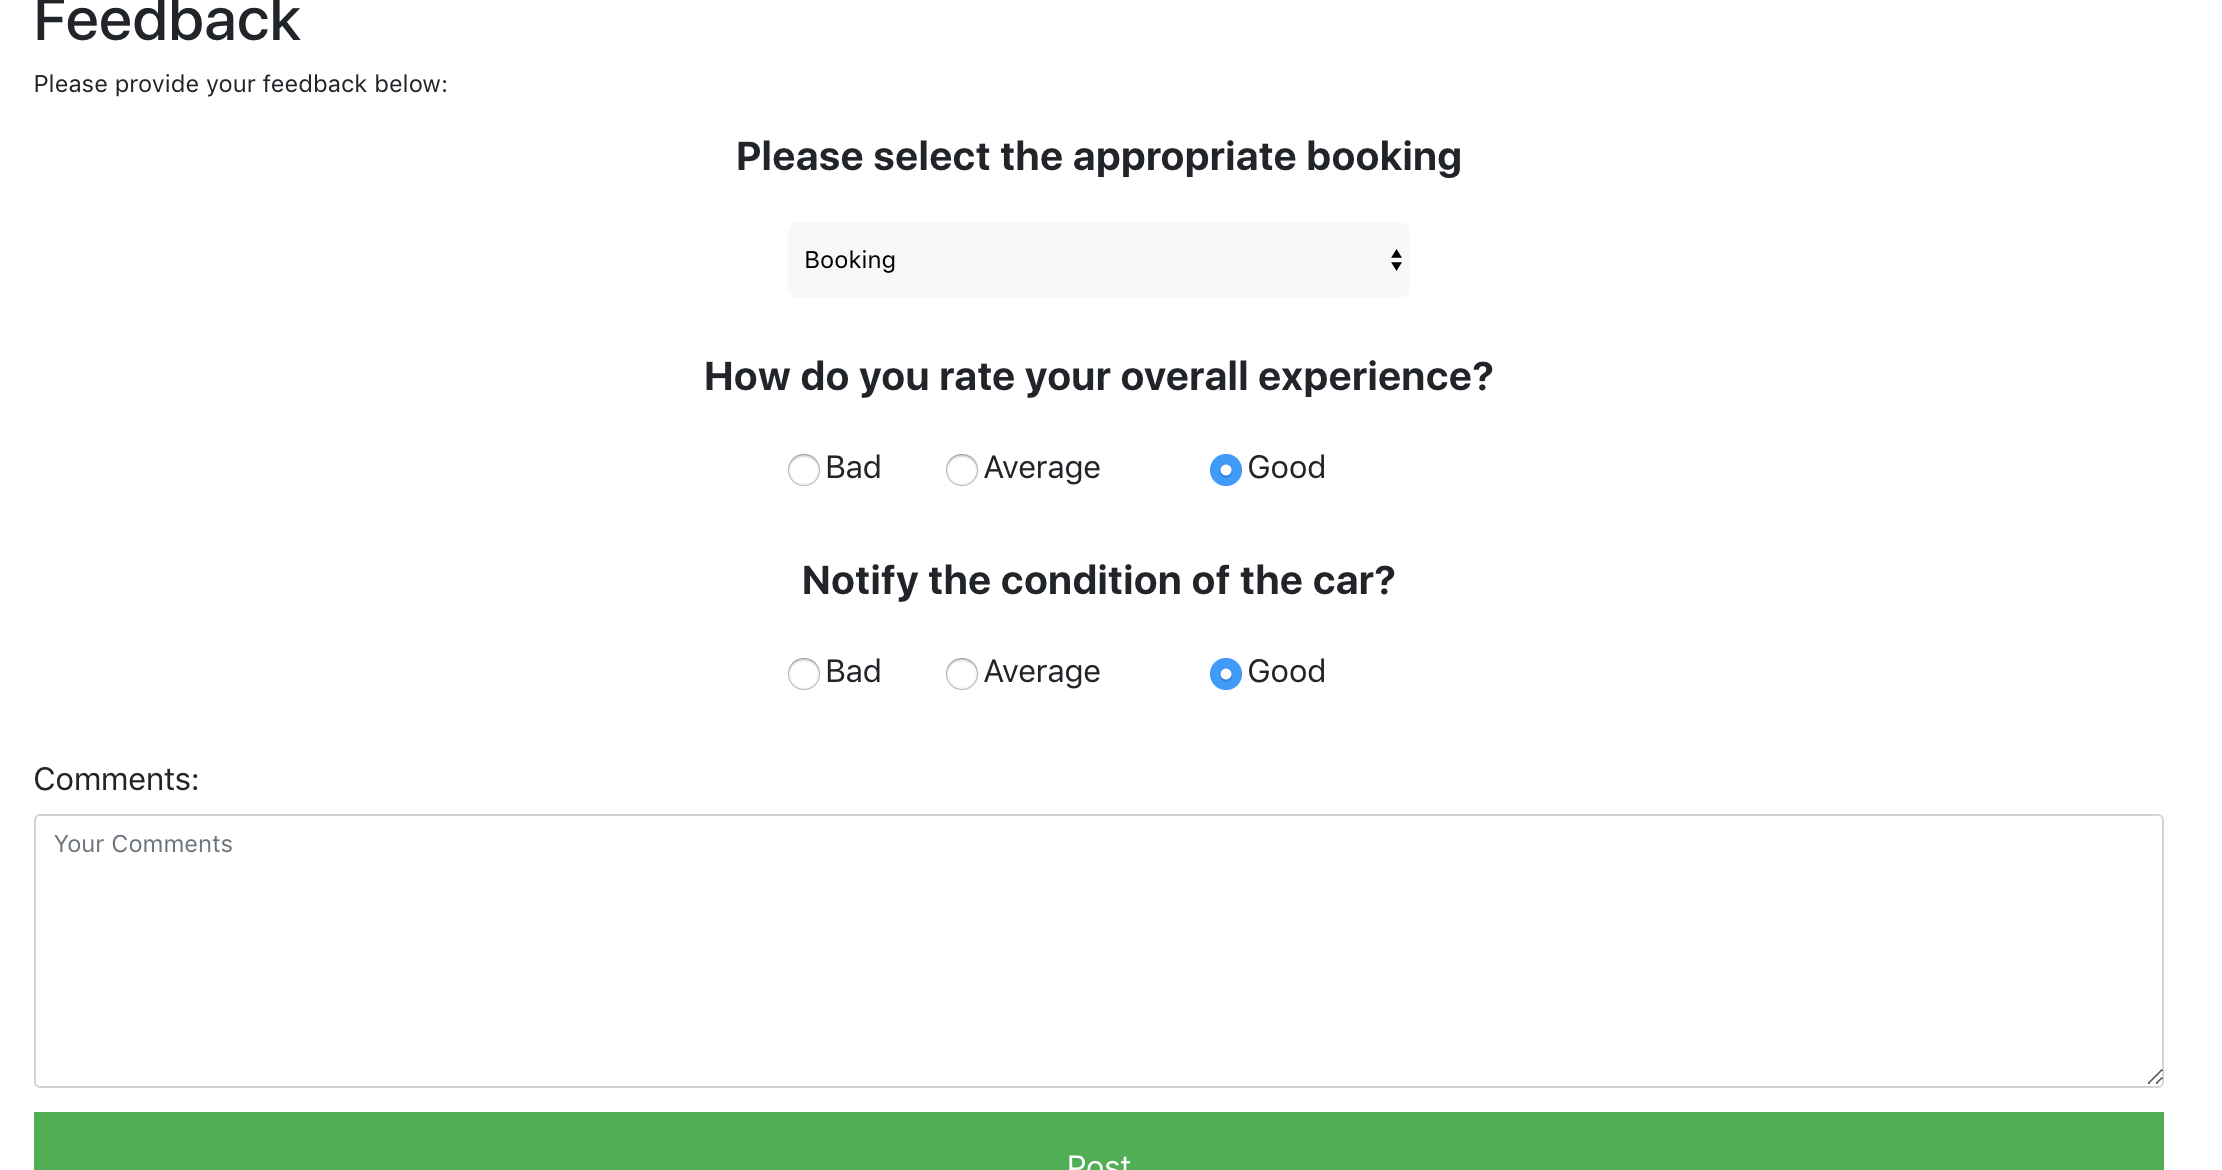 Feedback
Please provide your feedback below:
Please select the appropriate booking
Booking
How do you rate your overall experience?
Bad Average Good
Notify the condition of the car?
Bad Average Good
Comments:
Your Comments
Post